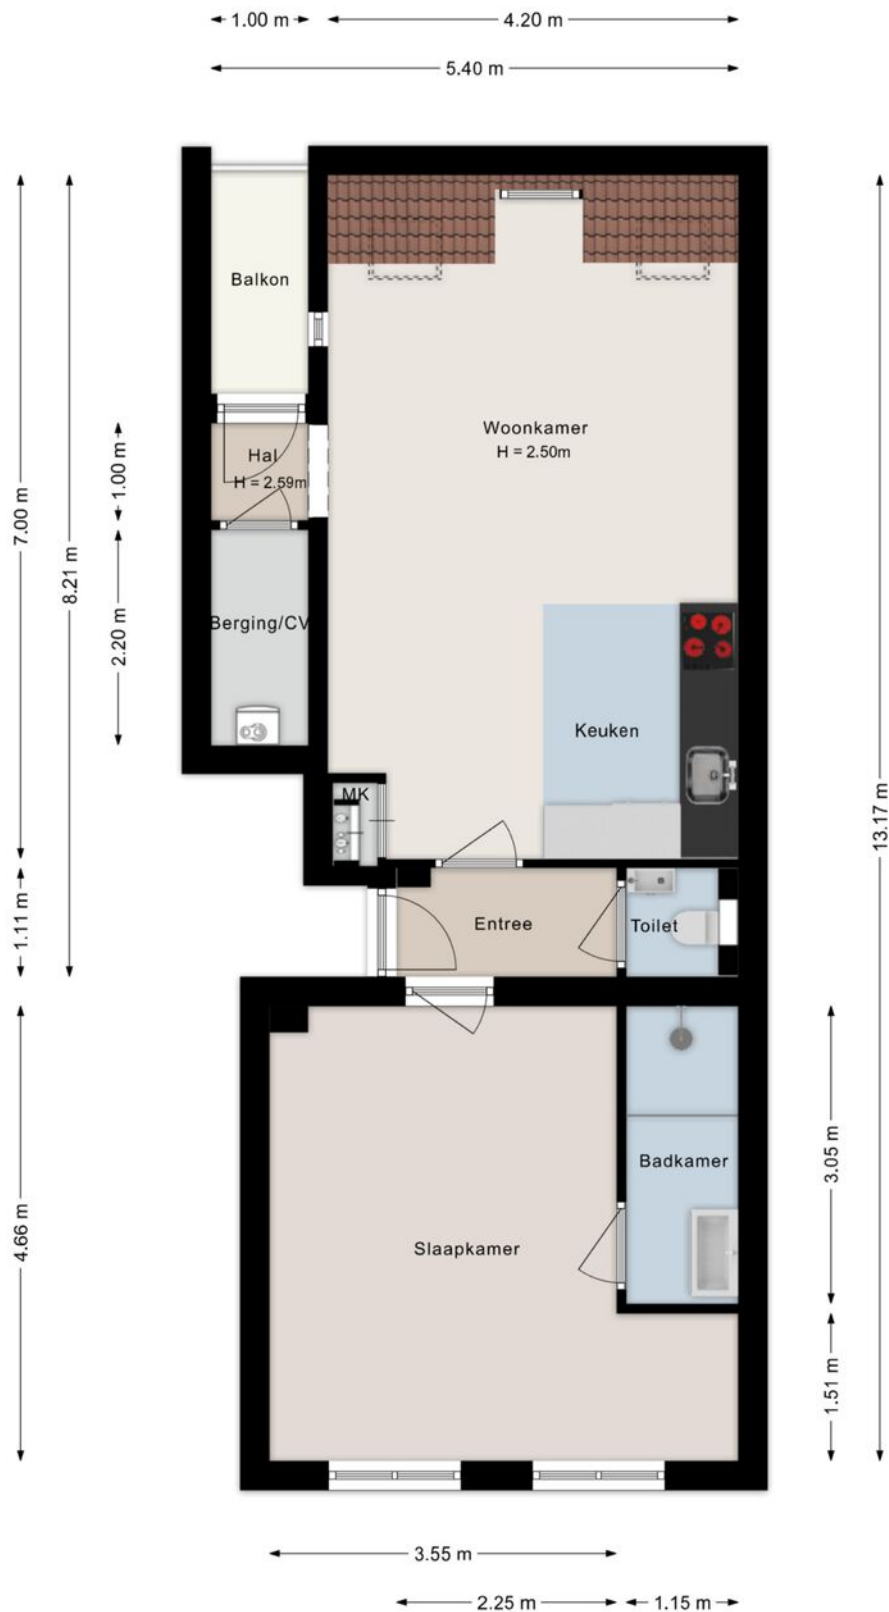 1.00 m
4.20 m
5.40 m
Balkon
Woonkamer
H = 2.50m
Hal
H = 2.59m
1.00 m
7.00 m
8.21 m
Berging/CV
2.20 m
Keuken
MK
13.17 m
1.11 m
Entree
Toilet
Badkamer
3.05 m
4.66 m
Slaapkamer
1.51 m
3.55 m
2.25 m
1.15 m